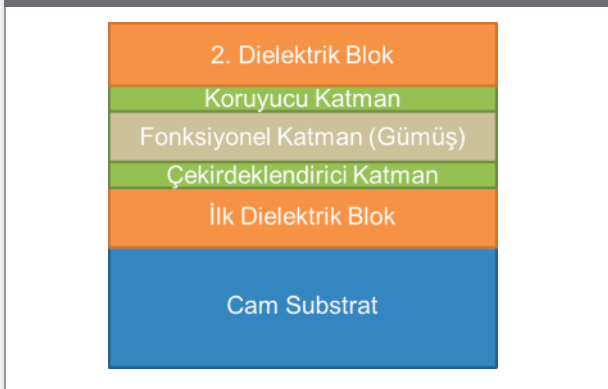 2. Dielektrik Blok
Koruyucu Katman
Fonksiyonel Katman (Gümüş)
Çekirdeklendirici Katman
İlk Dielektrik Blok
Cam Substrat